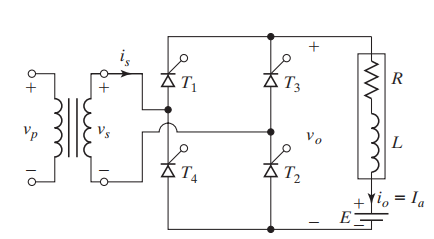 i_s
+
T_1
T_3
+
R
+
v_p
v_s
v_o
L
T_4
T_2
−
−
−
E
+
−
i_o = I_a